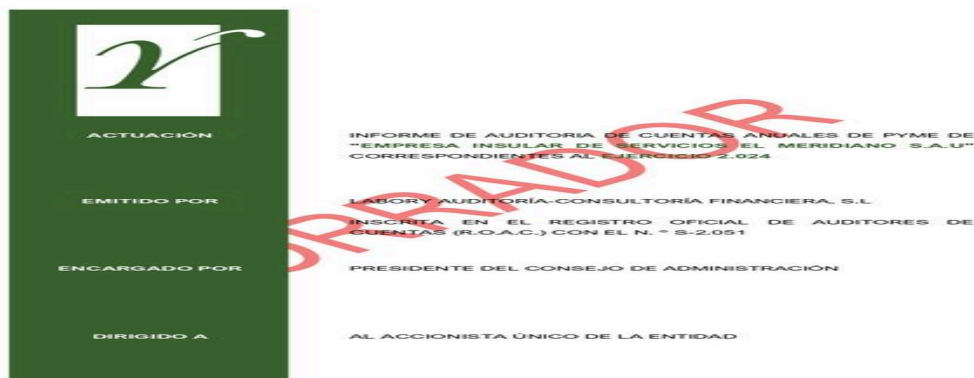 ACTUACIÓN
INFORME DE AUDITORIA DE CUENTAS ANUALES DE PYME DE
"EMPRESA INSULAR DE SERVICIOS EL MERIDIANO S.A.U"
CORRESPONDIENTES AL EJERCICIO 2.024
EMITIDO POR
LABORY AUDITORÍA-CONSULTORÍA FINANCIERA, S.L
INSCRITA EN EL REGISTRO OFICIAL DE AUDITORES DE
CUENTAS (R.O.A.C.) CON EL N. º S-2.051
ENCARGADO POR
PRESIDENTE DEL CONSEJO DE ADMINISTRACIÓN
DIRIGIDO A
AL ACCIONISTA ÚNICO DE LA ENTIDAD
BORRADOR